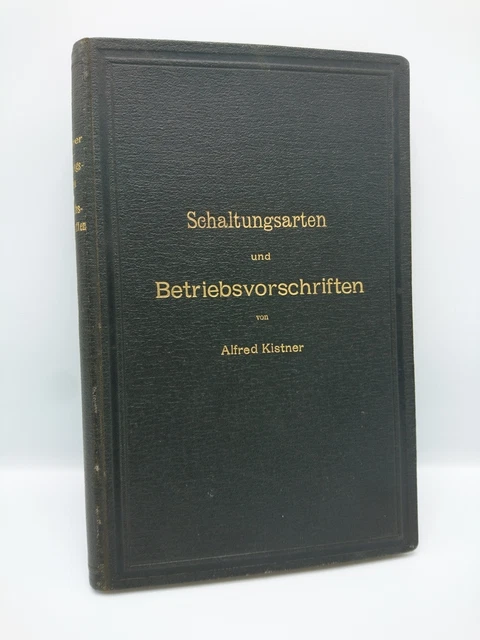 Schaltungsarten
und
Betriebsvorschriften
von
Alfred Kistner